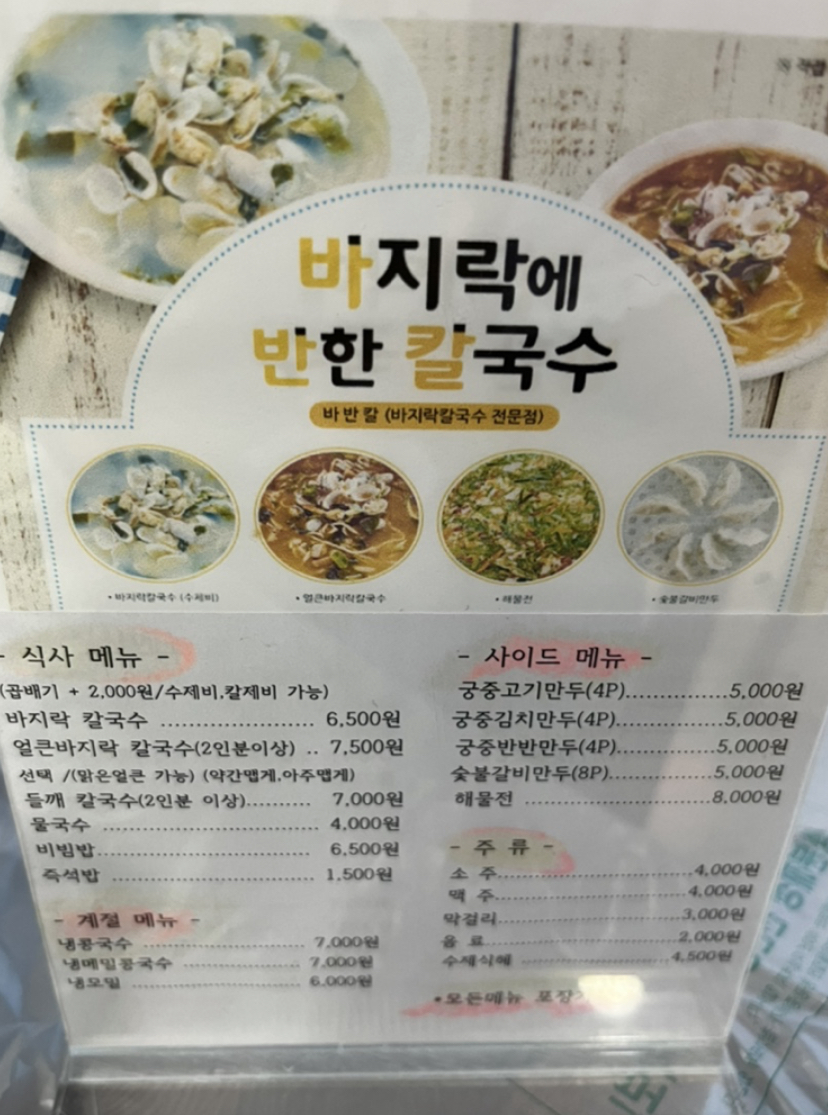 바지락에
반한 칼국수
바반칼 (바지락칼국수 전문점)
• 바지락칼국수 (수제비)
• 얼큰바지락칼국수
• 해물전
• 숯불갈비만두
- 식사 메뉴 -
(곱배기 + 2,000원/수제비.칼제비 가능)
바지락 칼국수 .................... 6,500원
얼큰바지락 칼국수(2인분이상) .. 7,500원
선택 /(맑은얼큰 가능) (약간맵게.아주맵게)
들깨 칼국수(2인분 이상).......... 7,000원
물국수 ............................ 4,000원
비빔밥............................ 6,500원
즉석밥 ........................... 1,500원
- 계절 메뉴 -
냉콩국수 ........................ 7,000원
냉메밀콩국수 .................. 7,000원
냉모밀 .......................... 6,000원
- 사이드 메뉴 -
궁중고기만두(4P)..............5,000원
궁중김치만두(4P)..............5,000원
궁중반반만두(4P)..............5,000원
숯불갈비만두(8P)..............5,000원
해물전 .........................8,000원
- 주 류 -
소 주.........................4,000원
맥 주.........................4,000원
막걸리........................3,000원
음 료.........................2,000원
수제식혜 .....................4,500원
•모든메뉴 포장